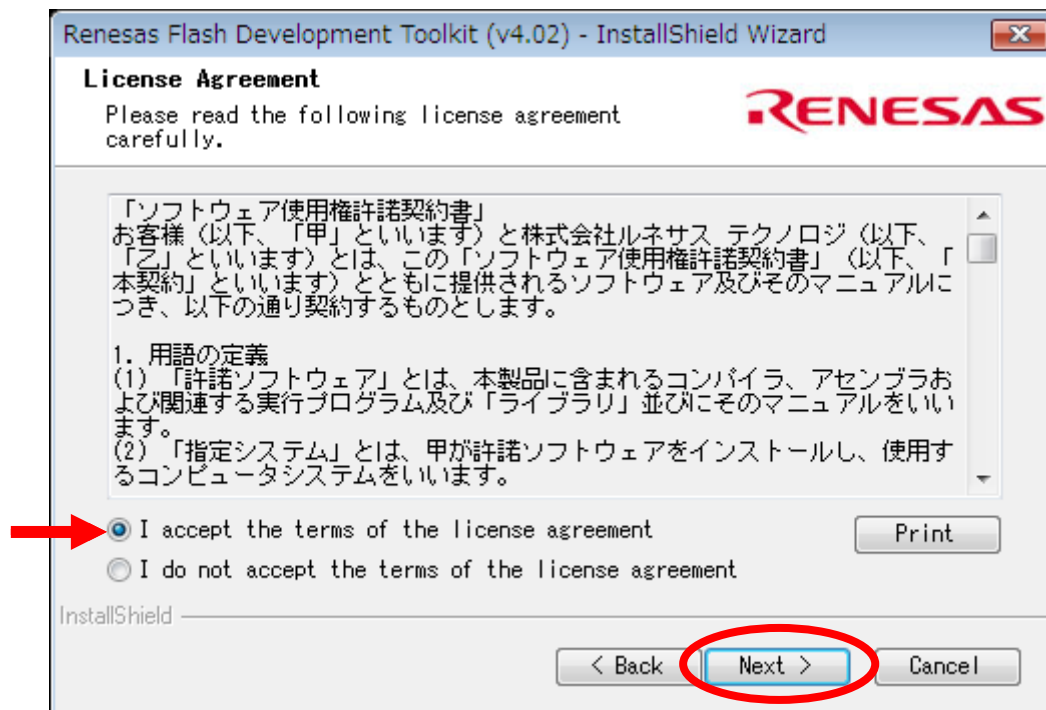 Renesas Flash Development Toolkit (v4.02) - InstallShield Wizard
License Agreement
Please read the following license agreement
carefully.
RENESAS
「ソフトウェア使用権許諾契約書」
お客様（以下、「甲」といいます）と株式会社ルネサス テクノロジ（以下、
「乙」といいます）とは、この「ソフトウェア使用権許諾契約書」（以下、「
本契約」といいます）とともに提供されるソフトウェア及びそのマニュアルに
つき、以下の通り契約するものとします。
1. 用語の定義
(1) 「許諾ソフトウェア」とは、本製品に含まれるコンパイラ、アセンブラお
よび関連する実行プログラム及び「ライブラリ」並びにそのマニュアルをいい
ます。
(2) 「指定システム」とは、甲が許諾ソフトウェアをインストールし、使用す
るコンピュータシステムをいいます。
I accept the terms of the license agreement
Print
I do not accept the terms of the license agreement
InstallShield
< Back
Next >
Cancel